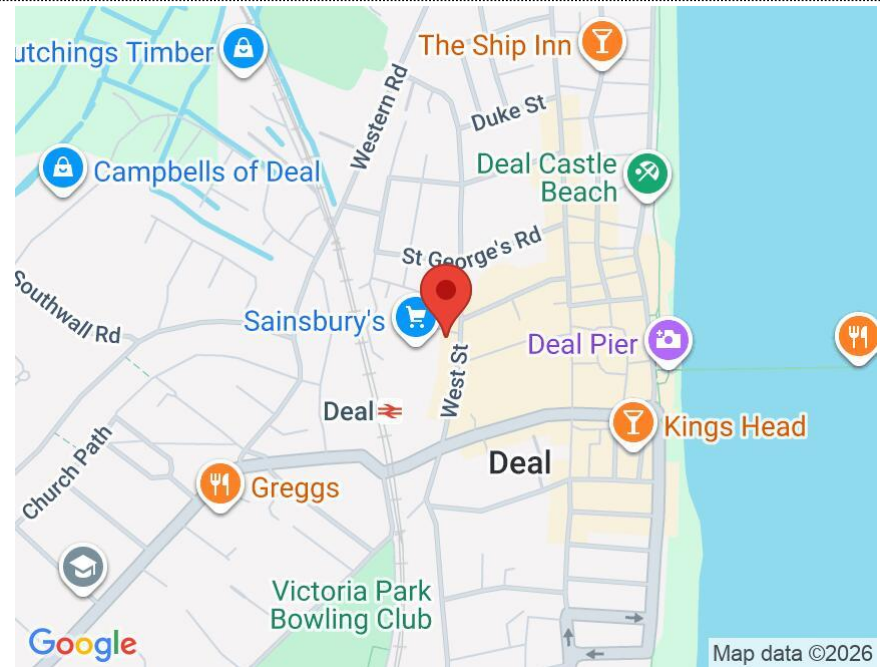 utchings Timber
The Ship Inn
Western Rd
Duke St
Campbells of Deal
Deal Castle
Beach
St George's Rd
Southwall Rd
Sainsbury's
Deal Pier
West St
Deal
Kings Head
Church Path
Deal
Greggs
Victoria Park
Bowling Club
Google
Map data ©2026